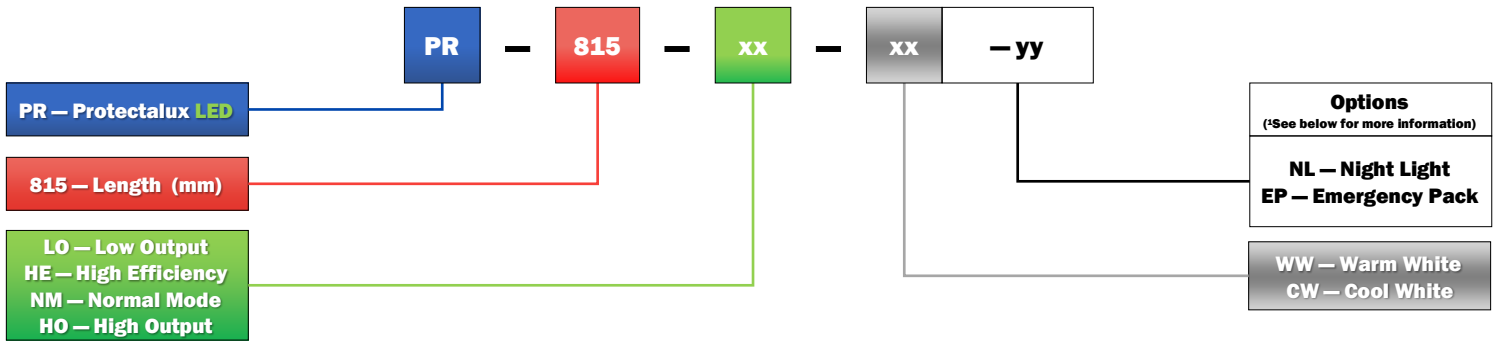 PR – 815 – xx – xx – yy
PR — Protectalux LED
815 — Length (mm)
LO — Low Output
HE — High Efficiency
NM — Normal Mode
HO — High Output
Options
(¹See below for more information)
NL — Night Light
EP — Emergency Pack
WW — Warm White
CW — Cool White